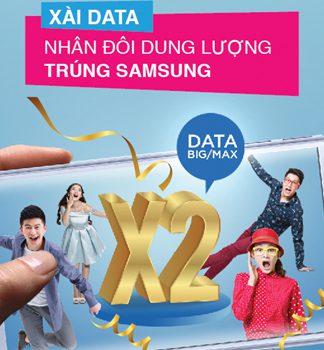 XÀI DATA
NHÂN ĐÔI DUNG LƯỢNG
TRÚNG SAMSUNG
DATA
BIG/MAX
X2